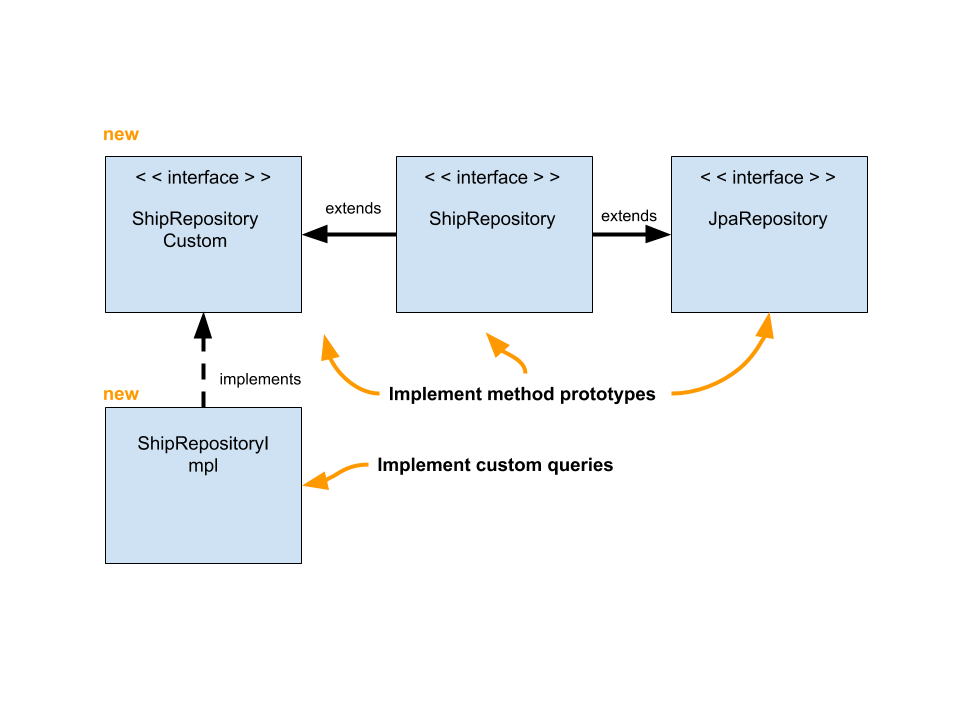 new
< < interface > >
ShipRepository
Custom
extends
< < interface > >
ShipRepository
extends
< < interface > >
JpaRepository
implements
new
Implement method prototypes
ShipRepositoryI
mpl
Implement custom queries